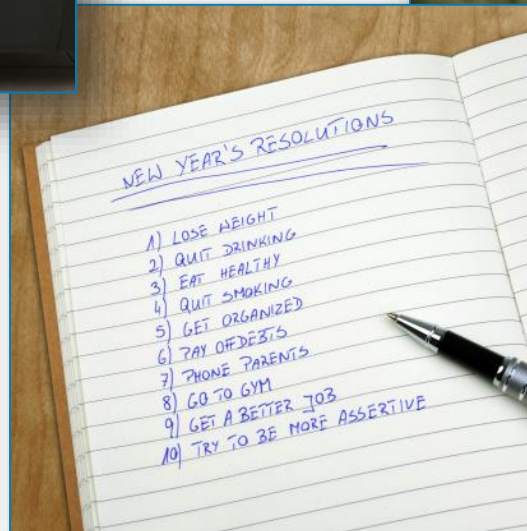 NEW YEAR'S RESOLUTIONS
1) LOSE WEIGHT
2) QUIT DRINKING
3) EAT HEALTHY
4) QUIT SMOKING
5) GET ORGANIZED
6) PAY OFF DEBTS
7) PHONE PARENTS
8) GO TO GYM
9) GET A BETTER JOB
10) TRY TO BE MORE ASSERTIVE